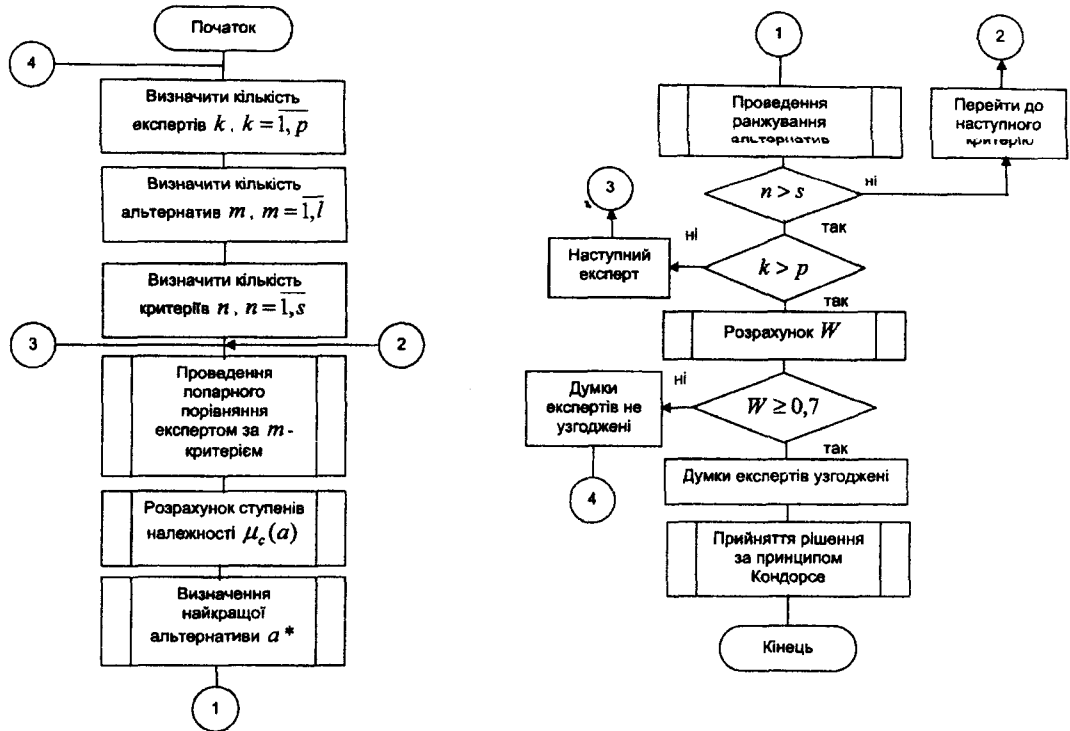 Початок
4
Визначити кількість
експертів k , k = 1, p
Визначити кількість
альтернатив m , m = 1, l
Визначити кількість
критеріїв n , n = 1, s
3
2
Проведення
попарного
порівняння
експертом за m -
критерієм
Розрахунок ступенів
належності μc(a)
Визначення
найкращої
альтернативи a *
1
1
Проведення
ранжування
альтернатив
2
Перейти до
наступного
критерію
n > s
ні
так
3
Наступний
експерт
ні
k > p
так
Розрахунок W
ні
W ≥ 0,7
Думки
експертів не
узгоджені
так
4
Думки експертів узгоджені
Прийняття рішення
за принципом
Кондорсе
Кінець